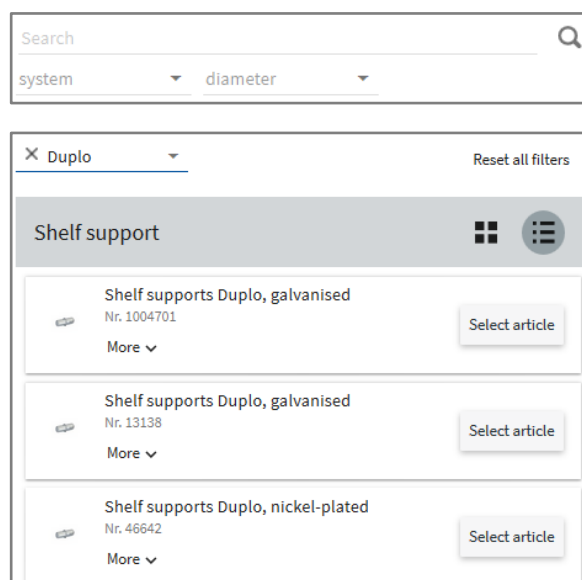 Search
system diameter
Duplo Reset all filters
Shelf support
Shelf supports Duplo, galvanised
Nr. 1004701
Select article
More
Shelf supports Duplo, galvanised
Nr. 13138
Select article
More
Shelf supports Duplo, nickel-plated
Nr. 46642
Select article
More